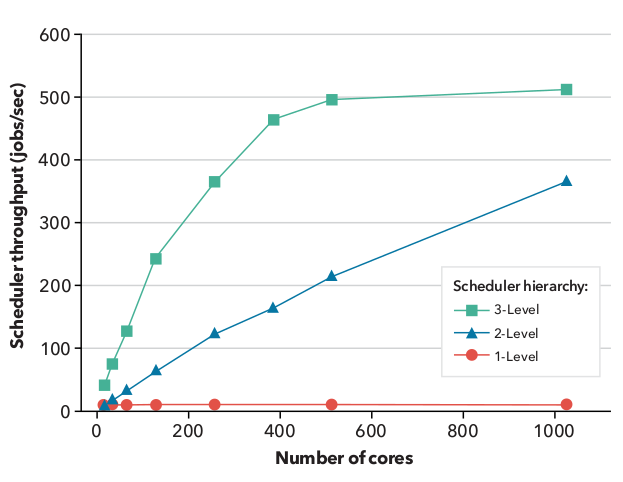 600
500
400
300
200
100
0
Scheduler throughput (jobs/sec)
Scheduler hierarchy:
3-Level
2-Level
1-Level
0 200 400 600 800 1000
Number of cores